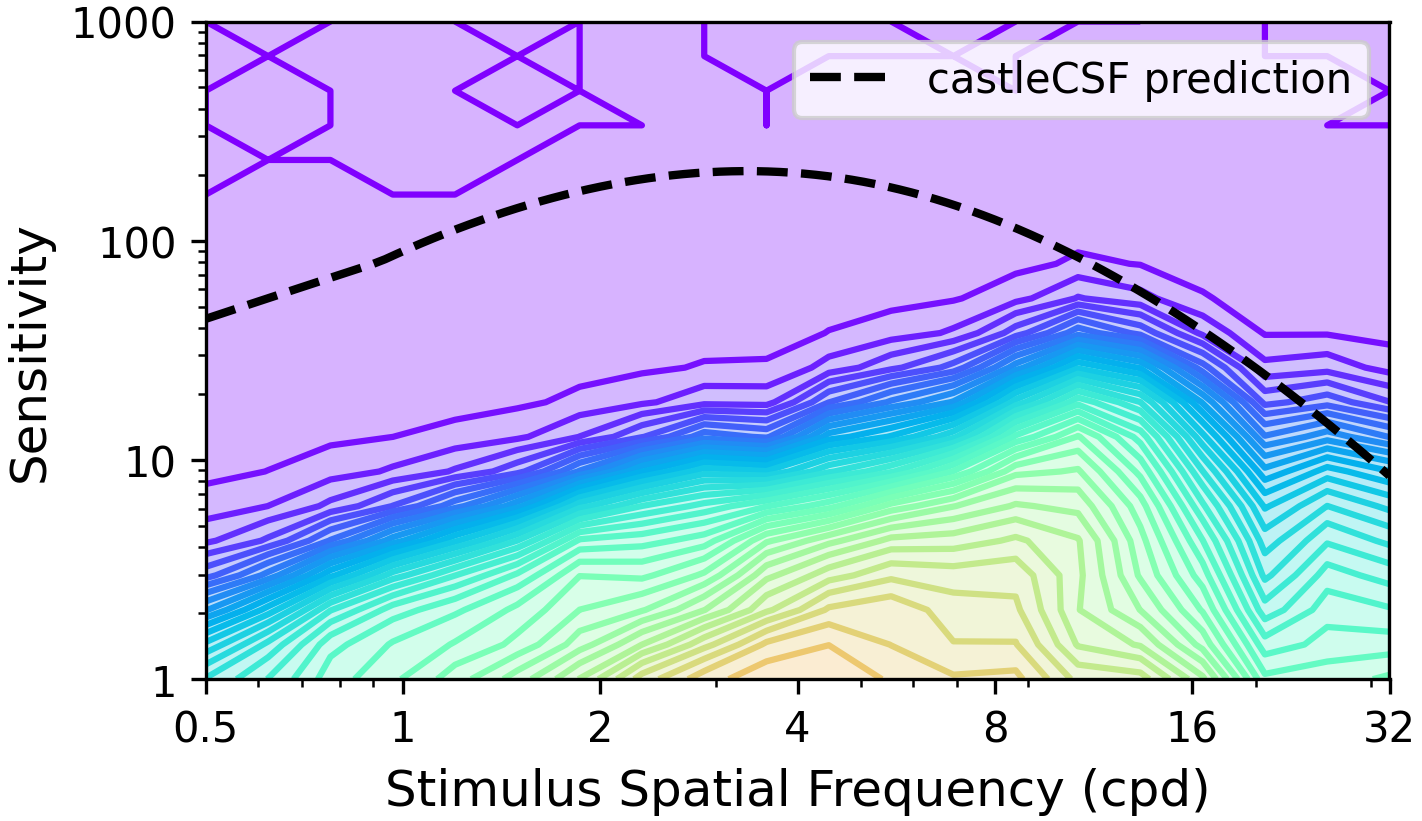 1000
100
10
1
Sensitivity
castleCSF prediction
0.5 1 2 4 8 16 32
Stimulus Spatial Frequency (cpd)